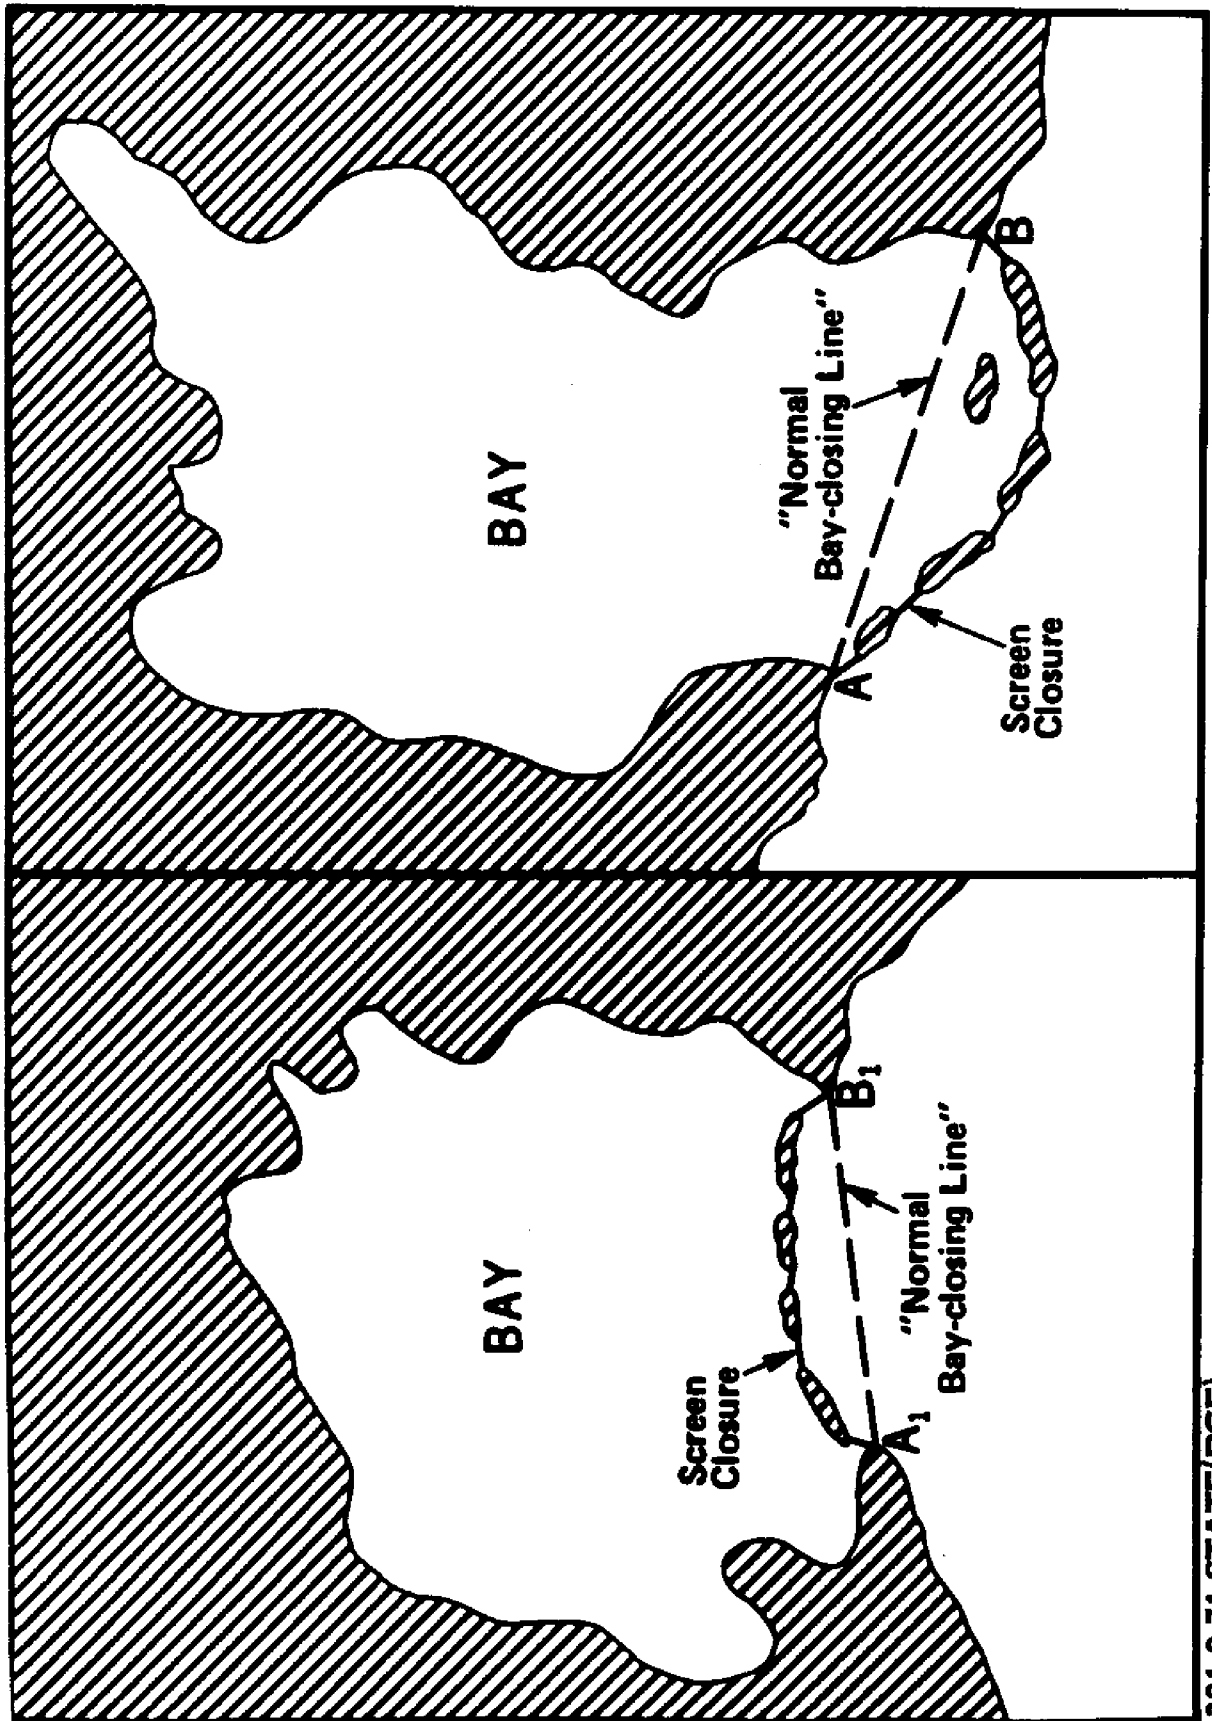 BAY
Screen
Closure
"Normal
Bay-closing Line"
A₁
B₁
BAY
"Normal
Bay-closing Line"
Screen
Closure
A
B